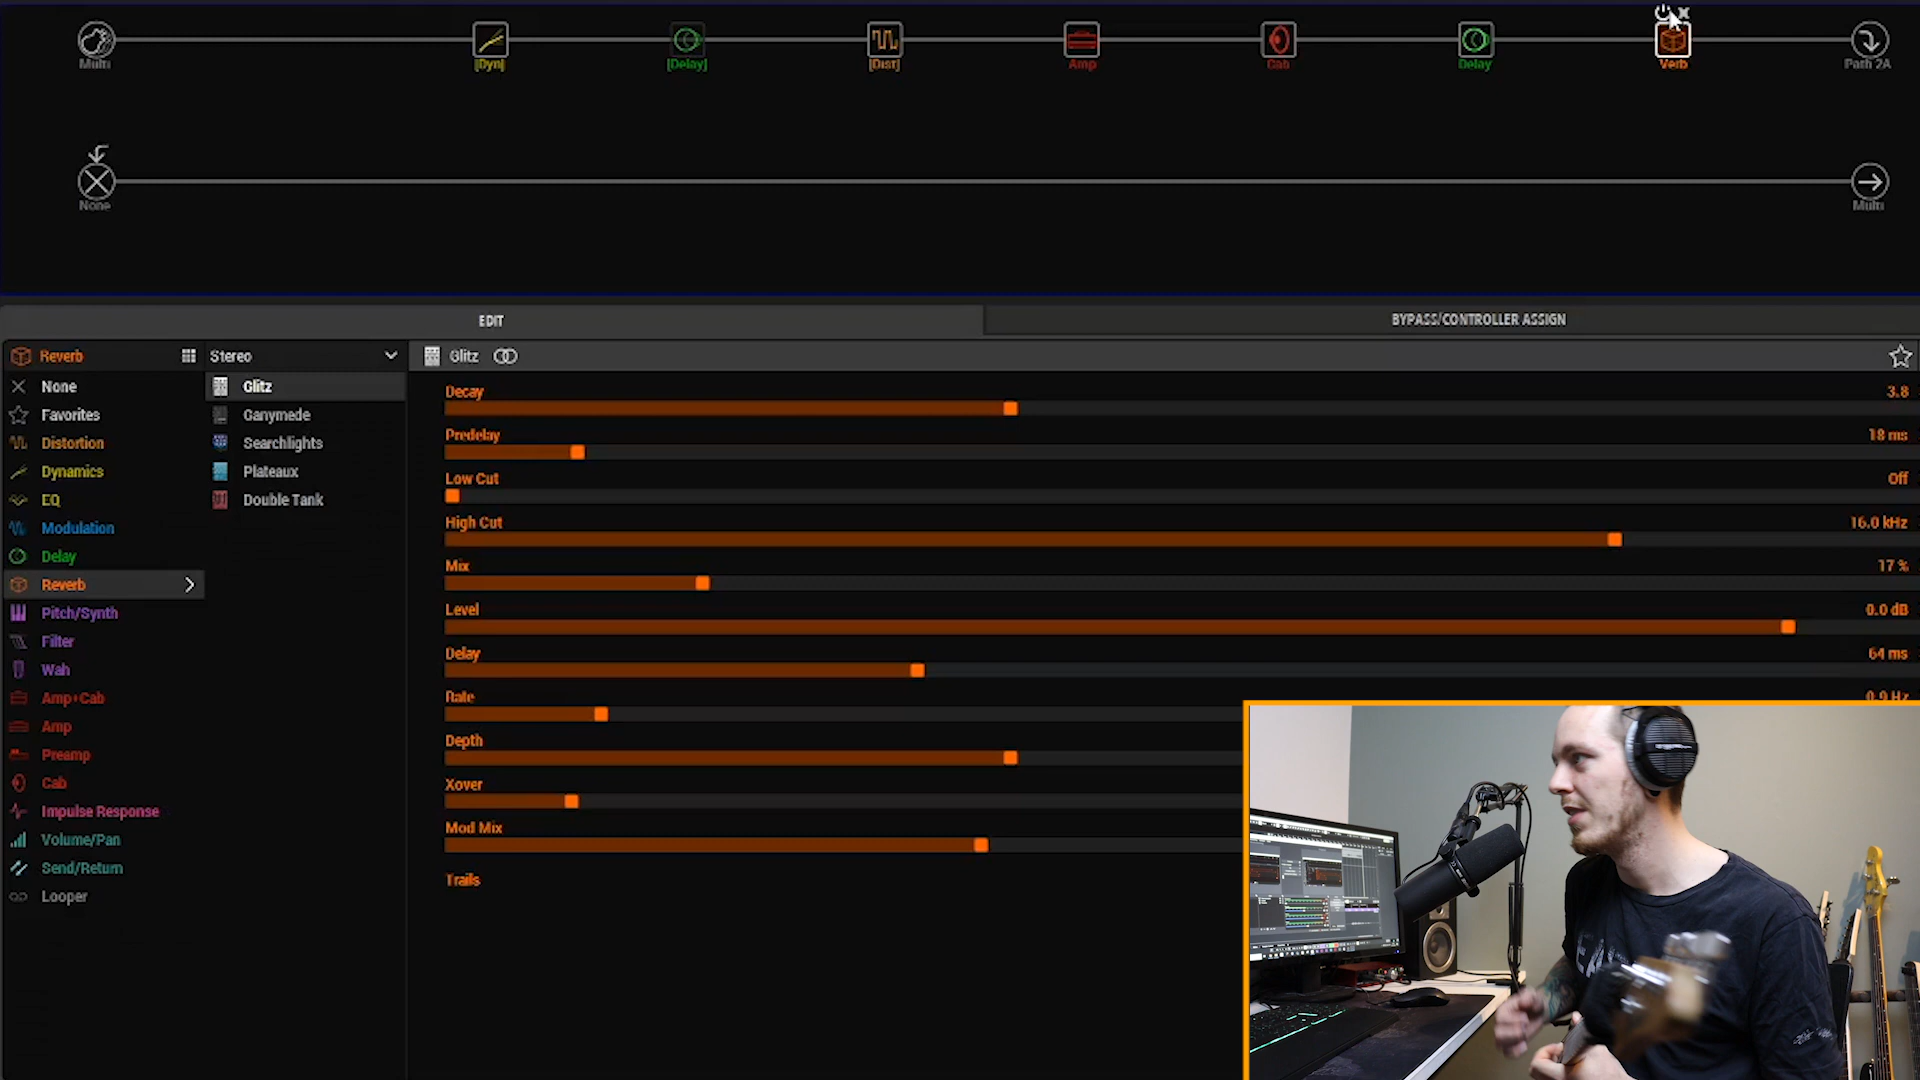 Multi
[Dyn]
[Delay]
[Dist]
Amp
Cab
Delay
Verb
Path 2A
None
Multi
EDIT
BYPASS/CONTROLLER ASSIGN
Reverb
Stereo
Glitz
None
Favorites
Distortion
Dynamics
EQ
Modulation
Delay
Reverb
Pitch/Synth
Filter
Wah
Amp+Cab
Amp
Preamp
Cab
Impulse Response
Volume/Pan
Send/Return
Looper
Glitz
Ganymede
Searchlights
Plateaux
Double Tank
Decay 3.8
Predelay 18 ms
Low Cut Off
High Cut 16.0 kHz
Mix 17 %
Level 0.0 dB
Delay 64 ms
Rate 0.9 Hz
Depth
Xover
Mod Mix
Trails